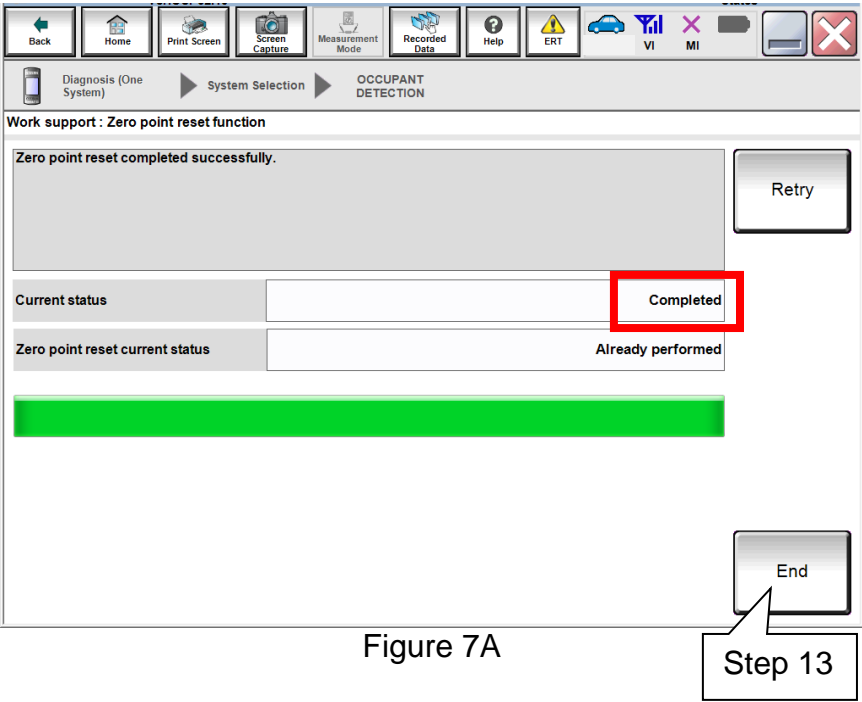 Back
Home
Print Screen
Screen
Capture
Measurement
Mode
Recorded
Data
Help
ERT
VI
MI
Diagnosis (One
System)
System Selection
OCCUPANT
DETECTION
Work support : Zero point reset function
Zero point reset completed successfully.
Retry
Current status
Completed
Zero point reset current status
Already performed
End
Figure 7A
Step 13